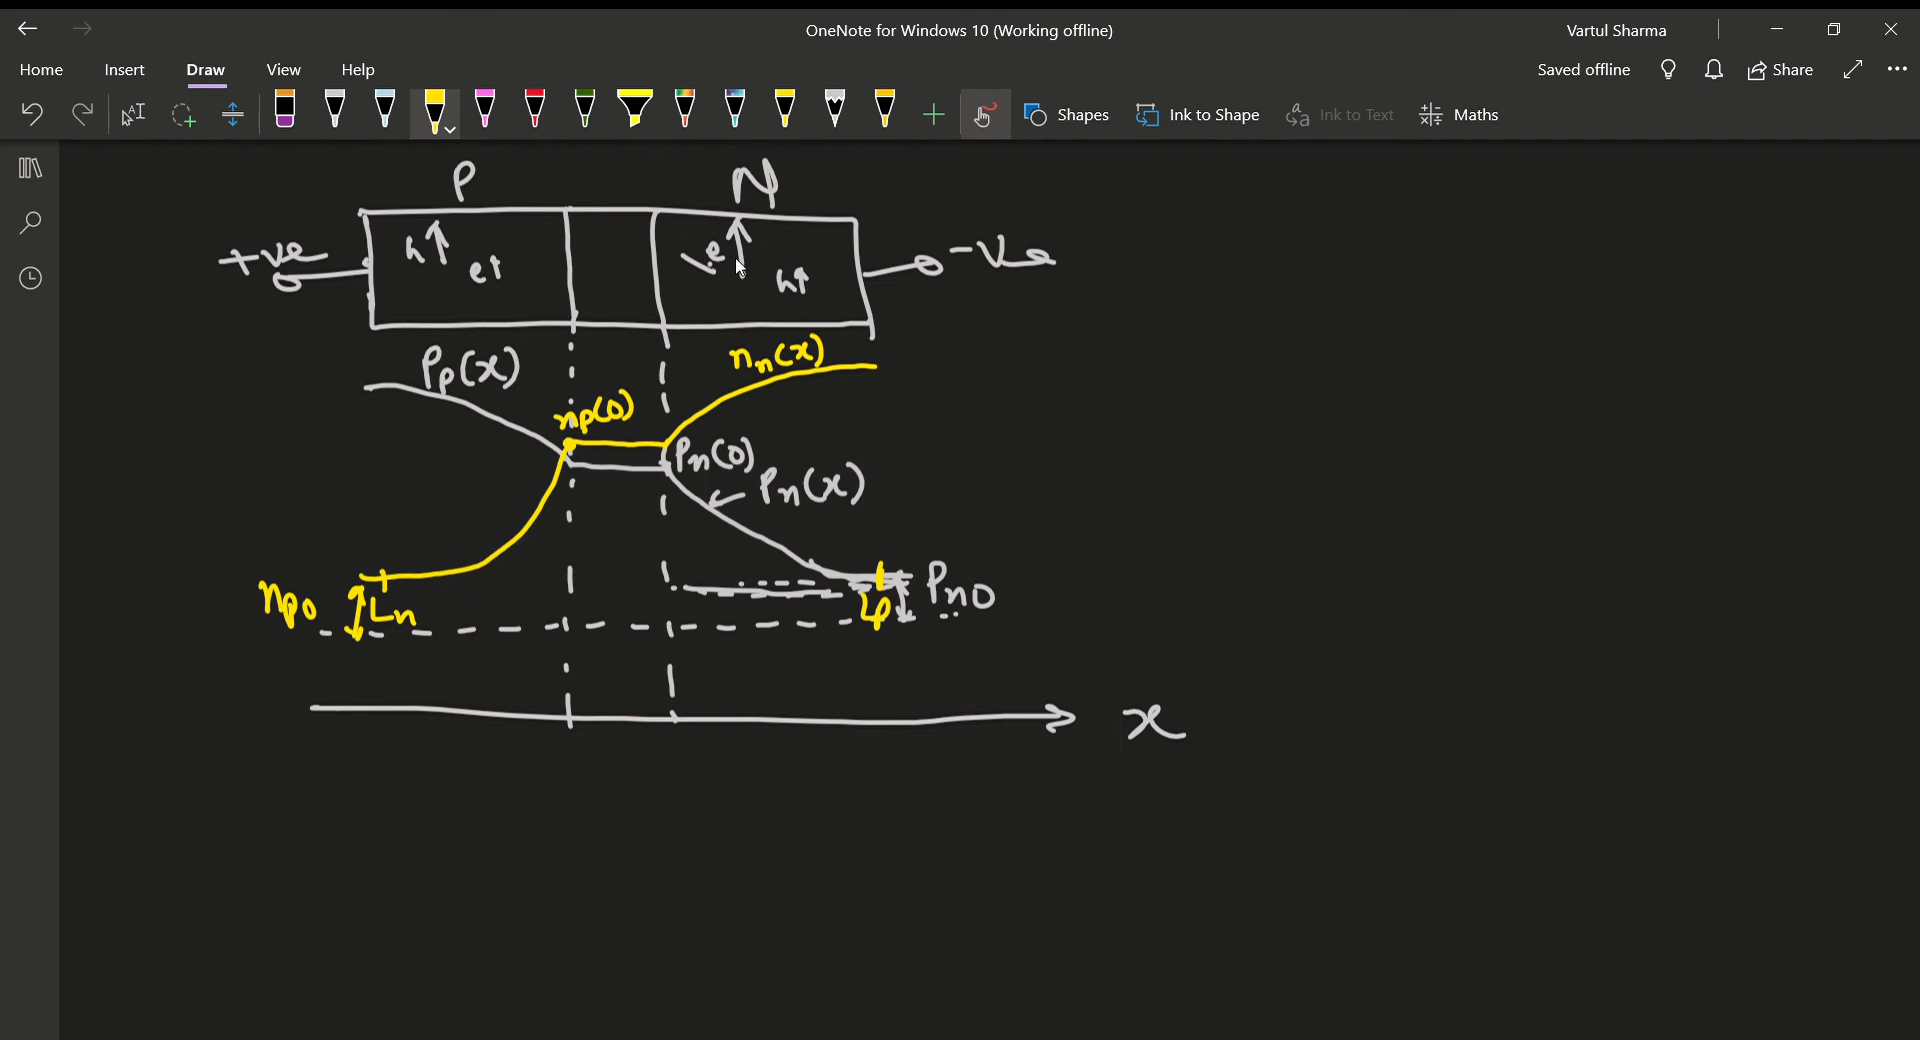 OneNote for Windows 10 (Working offline)
Vartul Sharma
Home Insert Draw View Help
Saved offline
Share
Shapes
Ink to Shape
Ink to Text
Maths
P N
+ve h↑ e↑ e↑ h↑ -ve
Pp(x) nn(x)
np(0)
Pn(0)
Pn(x)
npo Ln Lp Pno
x